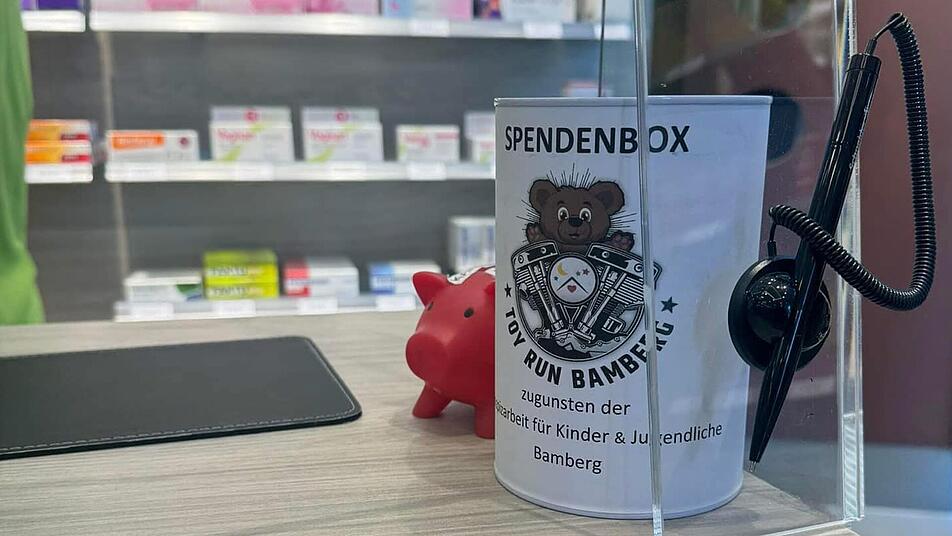 SPENDENBOX
TOY RUN BAMBERG
zugunsten der
für Kinder & Jugendliche
Bamberg